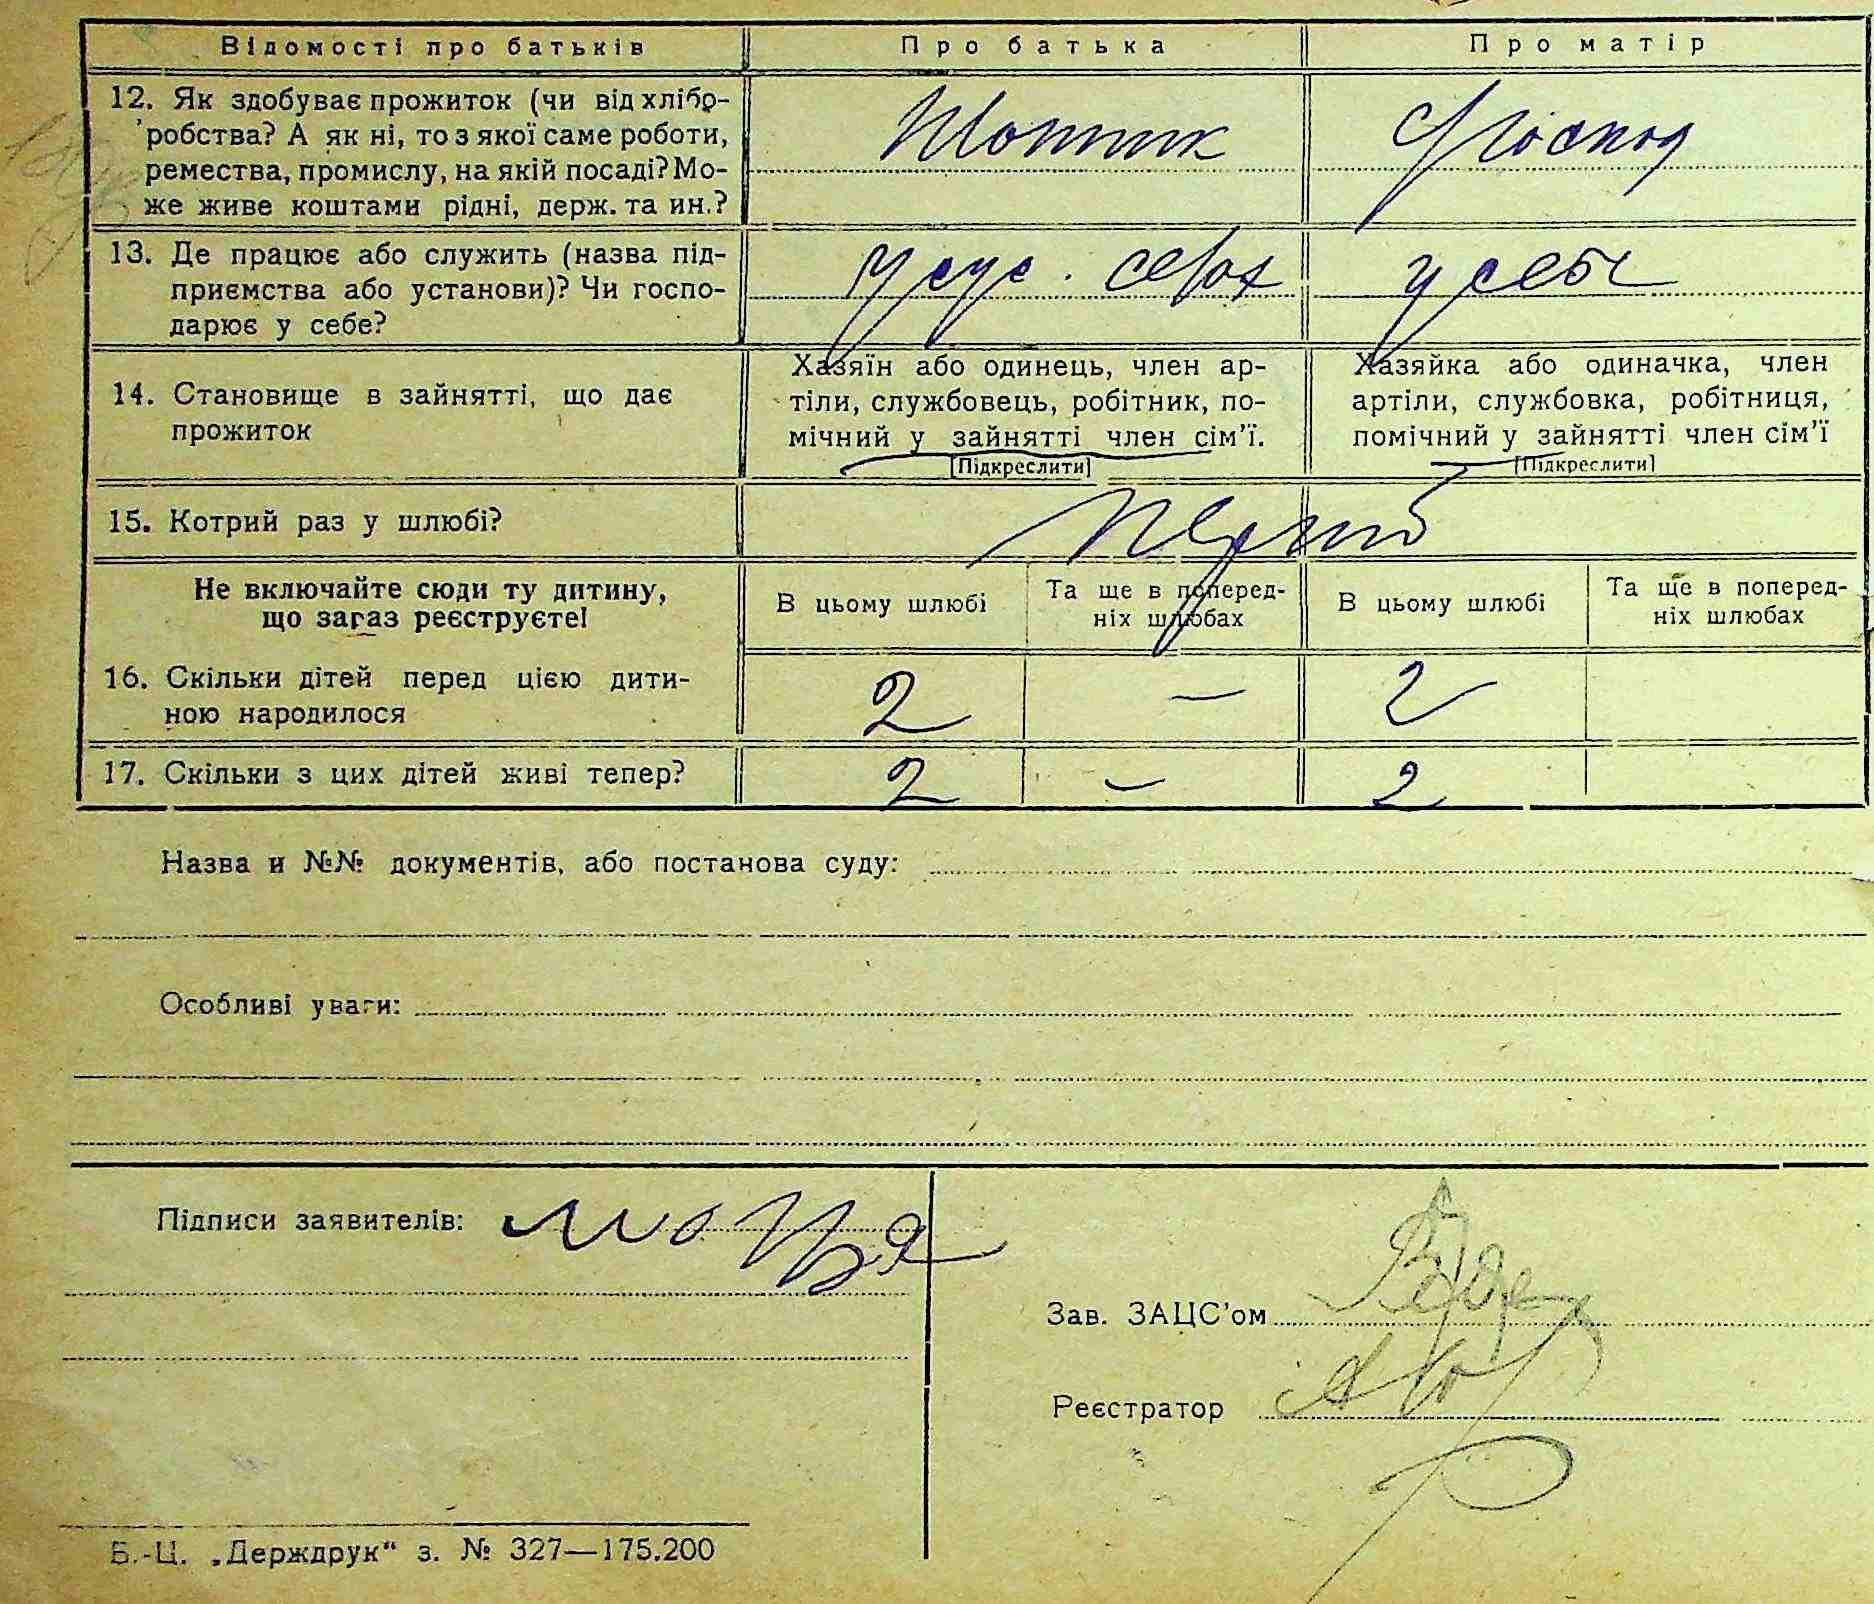 Відомості про батьків
Про батька
Про матір
12. Як здобуває прожиток (чи від хлібо-
робства? А як ні, то з якої саме роботи,
ремества, промислу, на якій посаді? Мо-
же живе коштами рідні, держ. та ин.?
13. Де працює або служить (назва під-
приємства або установи)? Чи госпо-
дарює у себе?
у себе
14. Становище в зайнятті, що дає
прожиток
Хазяїн або одинець, член ар-
тіли, службовець, робітник, по-
мічний у зайнятті член сім'ї.
[Підкреслити]
Хазяйка або одиначка, член
артіли, службовка, робітниця,
помічний у зайнятті член сім'ї
[Підкреслити]
15. Котрий раз у шлюбі?
Не включайте сюди ту дитину,
що зараз реєструєте!
В цьому шлюбі
Та ще в поперед-
ніх шлюбах
В цьому шлюбі
Та ще в поперед-
ніх шлюбах
16. Скільки дітей перед цією дити-
ною народилося
2 — 2
17. Скільки з цих дітей живі тепер?
2 — 2
Назва и №№ документів, або постанова суду:
Особливі уваги:
Підписи заявителів:
Зав. ЗАЦС'ом
Реєстратор
Б.-Ц. „Держдрук“ з. № 327—175.200